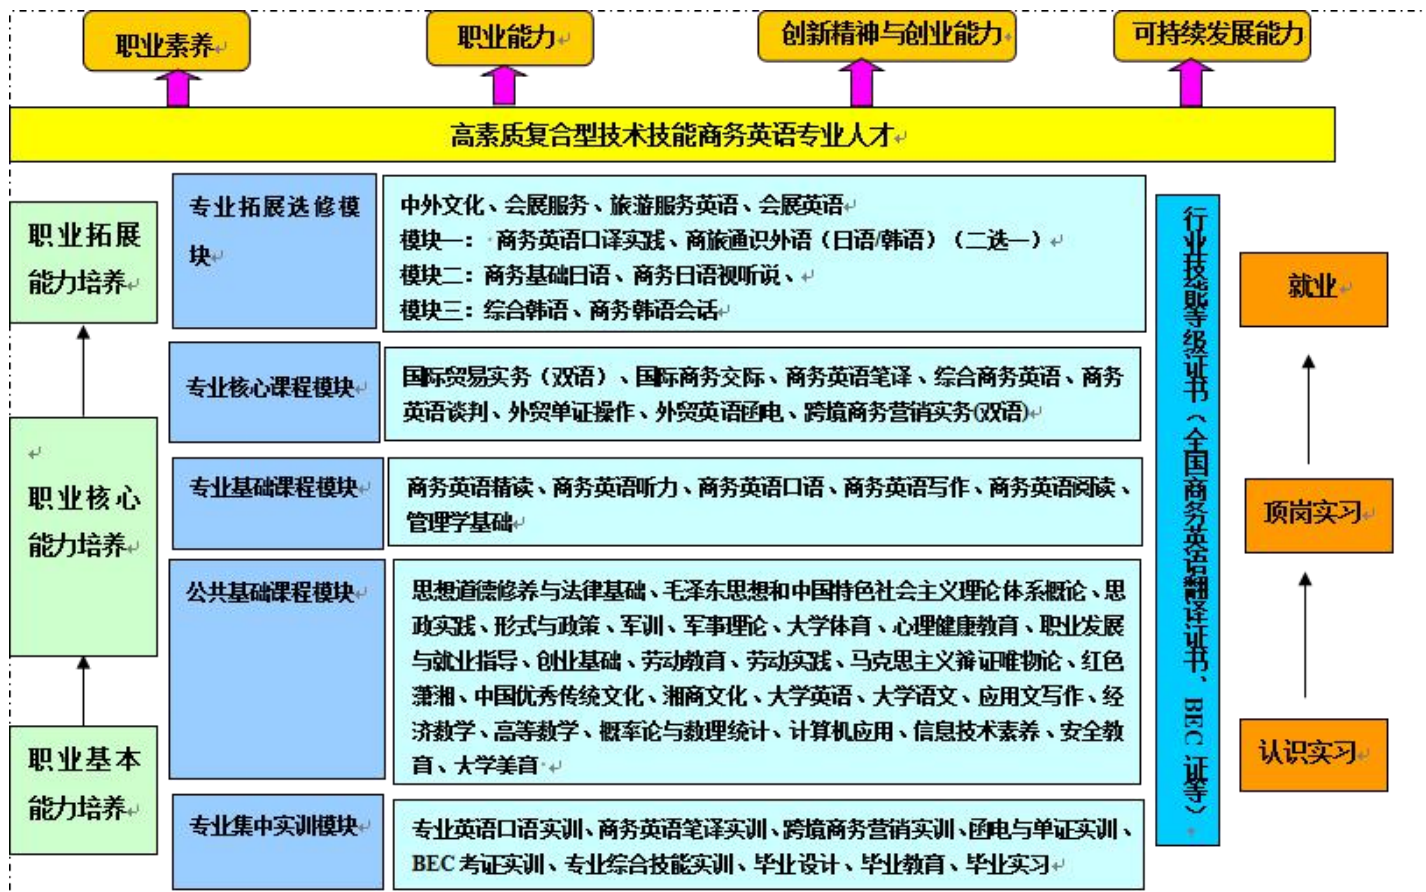 职业素养
职业能力
创新精神与创业能力
可持续发展能力
高素质复合型技术技能商务英语专业人才
职业拓展
能力培养
职业核心
能力培养
职业基本
能力培养
专业拓展选修模
块
中外文化、会展服务、旅游服务英语、会展英语
模块一：商务英语口译实践、商旅通识外语（日语/韩语）（二选一）
模块二：商务基础日语、商务日语视听说、
模块三：综合韩语、商务韩语会话
专业核心课程模块
国际贸易实务（双语）、国际商务交际、商务英语笔译、综合商务英语、商务
英语谈判、外贸单证操作、外贸英语函电、跨境商务营销实务(双语)
专业基础课程模块
商务英语精读、商务英语听力、商务英语口语、商务英语写作、商务英语阅读、
管理学基础
公共基础课程模块
思想道德修养与法律基础、毛泽东思想和中国特色社会主义理论体系概论、思
政实践、形式与政策、军训、军事理论、大学体育、心理健康教育、职业发展
与就业指导、创业基础、劳动教育、劳动实践、马克思主义辩证唯物论、红色
潇湘、中国优秀传统文化、湘商文化、大学英语、大学语文、应用文写作、经
济数学、高等数学、概率论与数理统计、计算机应用、信息技术素养、安全教
育、大学美育
专业集中实训模块
专业英语口语实训、商务英语笔译实训、跨境商务营销实训、函电与单证实训、
BEC 考证实训、专业综合技能实训、毕业设计、毕业教育、毕业实习
行业技能等级证书（全国商务英语翻译证书、BEC 证等）
就业
顶岗实习
认识实习